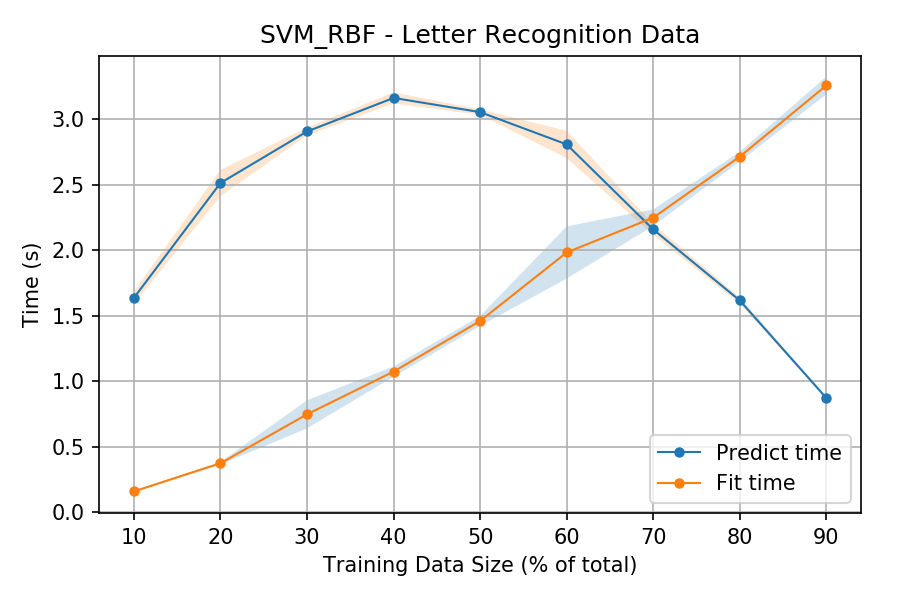 SVM_RBF - Letter Recognition Data
Time (s)
3.0
2.5
2.0
1.5
1.0
0.5
0.0
Predict time
Fit time
10 20 30 40 50 60 70 80 90
Training Data Size (% of total)